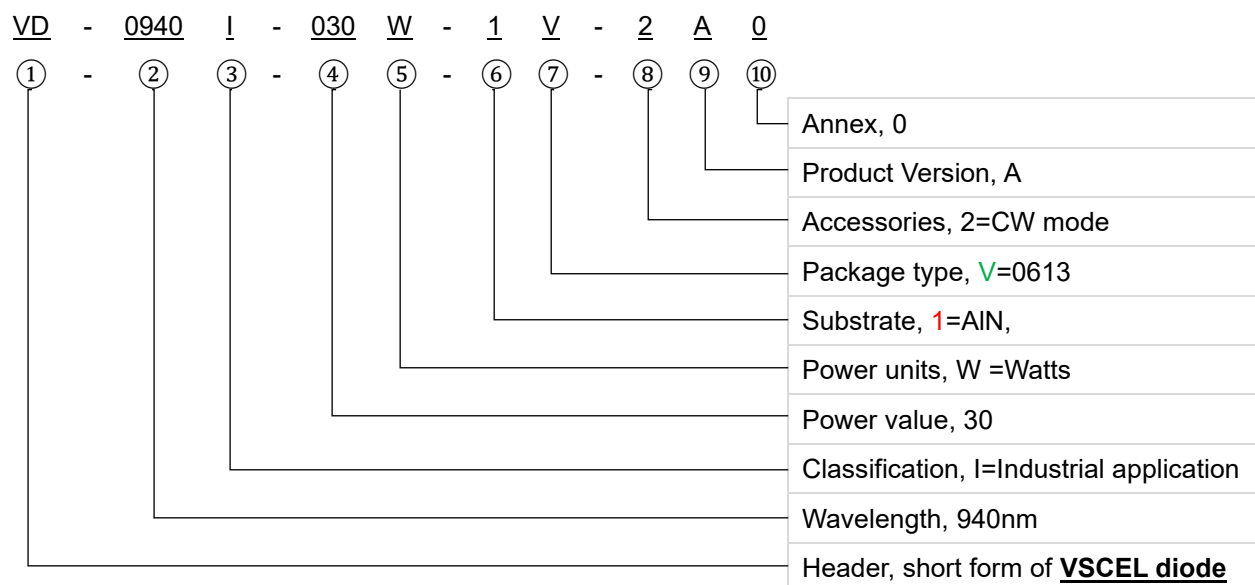 VD - 0940 I - 030 W - 1 V - 2 A 0
① - ② ③ - ④ ⑤ - ⑥ ⑦ - ⑧ ⑨ ⑩
Annex, 0
Product Version, A
Accessories, 2=CW mode
Package type, V=0613
Substrate, 1=AlN,
Power units, W =Watts
Power value, 30
Classification, I=Industrial application
Wavelength, 940nm
Header, short form of VSCEL diode